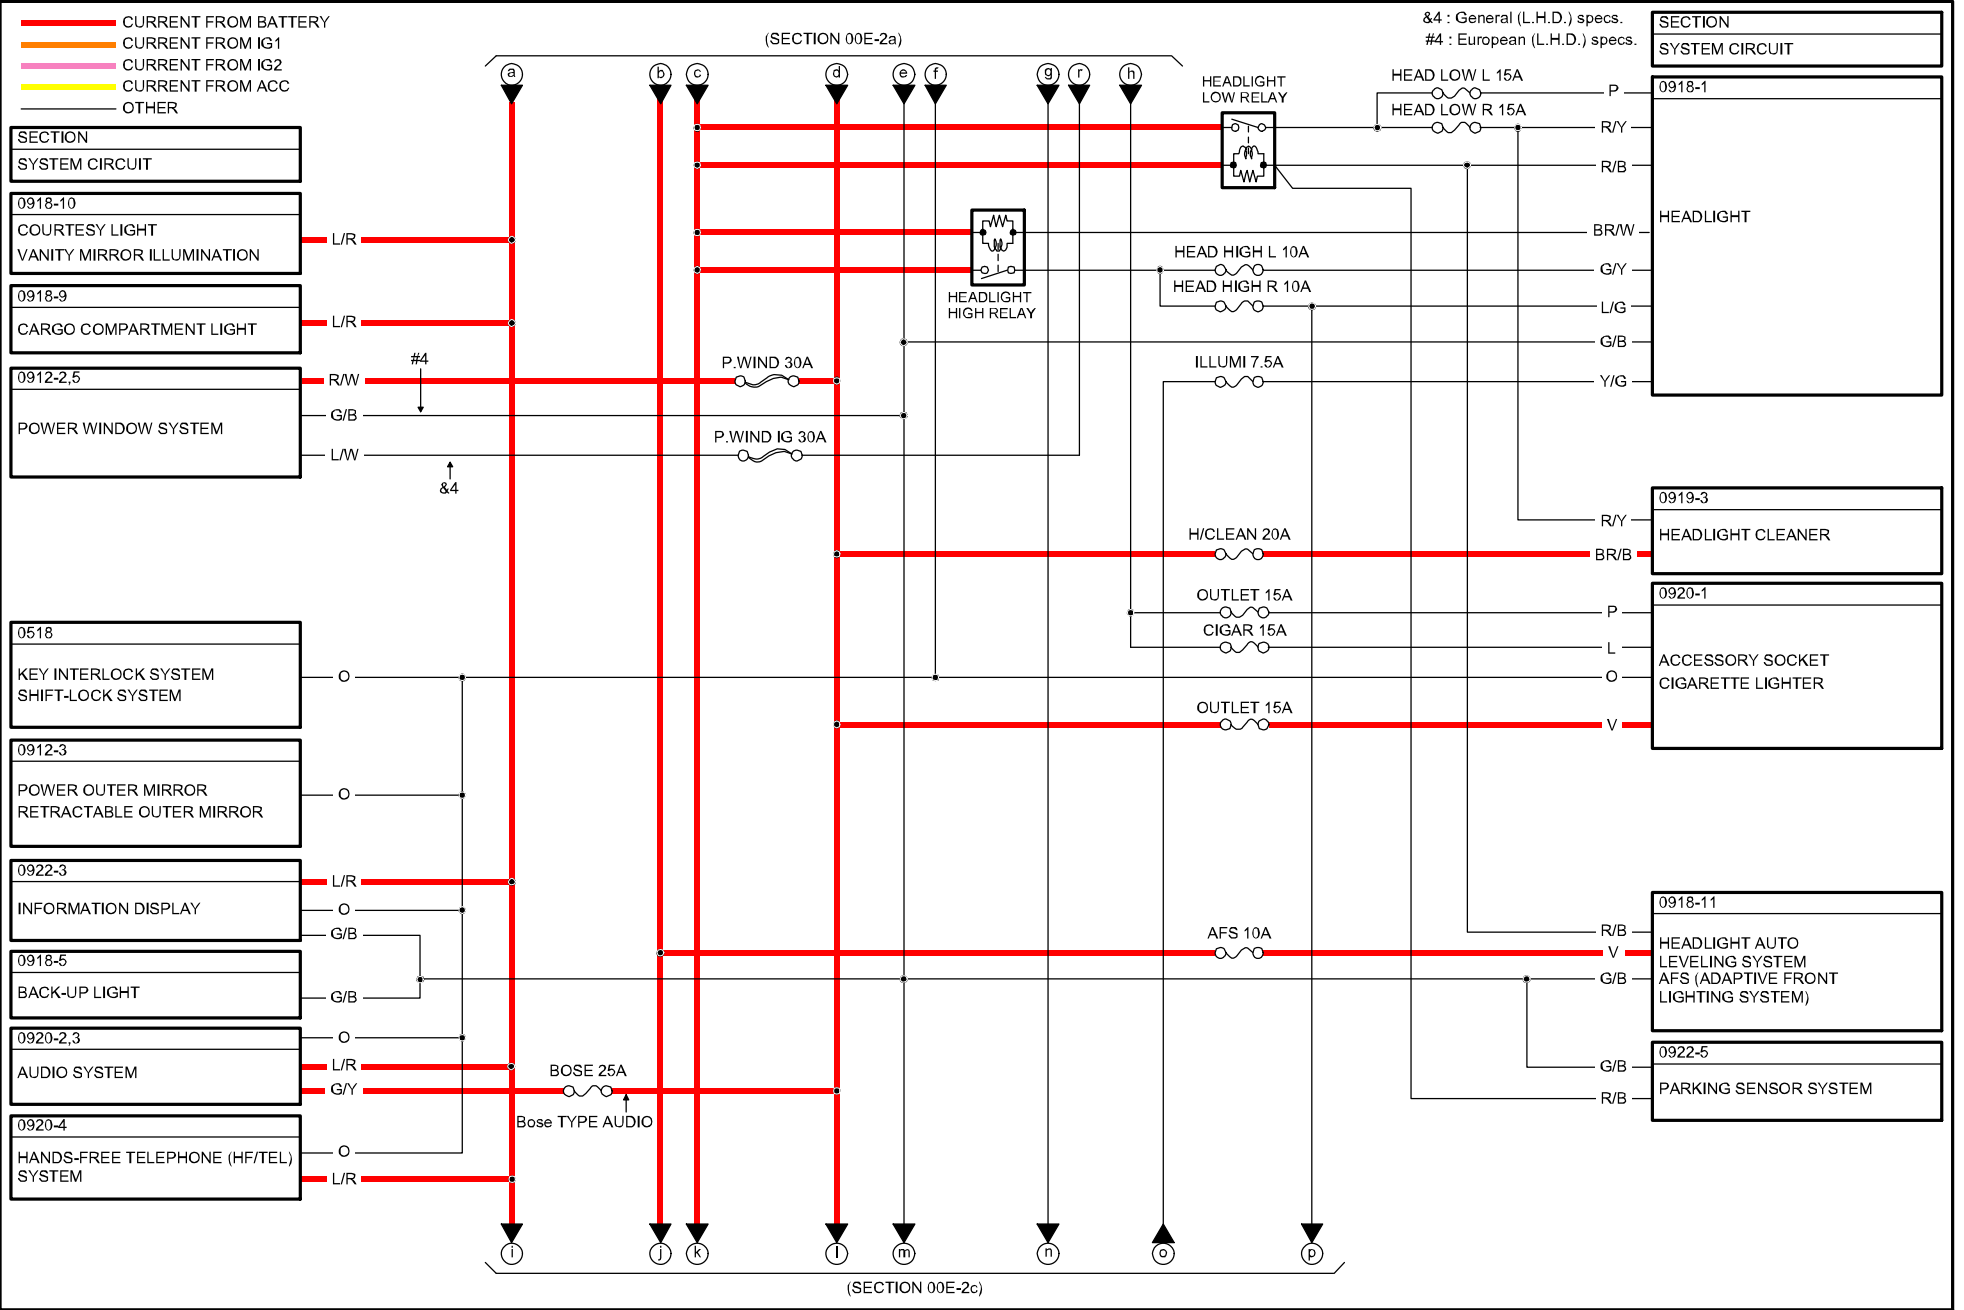 CURRENT FROM BATTERY
CURRENT FROM IG1
CURRENT FROM IG2
CURRENT FROM ACC
OTHER
(SECTION 00E-2a)
&4 : General (L.H.D.) specs.
#4 : European (L.H.D.) specs.
SECTION
SYSTEM CIRCUIT
a b c d e f g r h
SECTION
SYSTEM CIRCUIT
0918-10
COURTESY LIGHT
VANITY MIRROR ILLUMINATION
L/R
0918-9
CARGO COMPARTMENT LIGHT
L/R
0912-2,5
POWER WINDOW SYSTEM
R/W
G/B
L/W
#4
&4
P.WIND 30A
P.WIND IG 30A
0518
KEY INTERLOCK SYSTEM
SHIFT-LOCK SYSTEM
O
0912-3
POWER OUTER MIRROR
RETRACTABLE OUTER MIRROR
O
0922-3
INFORMATION DISPLAY
L/R
O
G/B
0918-5
BACK-UP LIGHT
G/B
0920-2,3
AUDIO SYSTEM
O
L/R
G/Y
BOSE 25A
Bose TYPE AUDIO
0920-4
HANDS-FREE TELEPHONE (HF/TEL)
SYSTEM
O
L/R
HEADLIGHT
LOW RELAY
HEADLIGHT
HIGH RELAY
HEAD LOW L 15A
HEAD LOW R 15A
HEAD HIGH L 10A
HEAD HIGH R 10A
ILLUMI 7.5A
P
R/Y
R/B
BR/W
G/Y
L/G
G/B
Y/G
0918-1
HEADLIGHT
H/CLEAN 20A
R/Y
BR/B
0919-3
HEADLIGHT CLEANER
OUTLET 15A
CIGAR 15A
OUTLET 15A
P
L
O
V
0920-1
ACCESSORY SOCKET
CIGARETTE LIGHTER
AFS 10A
R/B
V
G/B
0918-11
HEADLIGHT AUTO
LEVELING SYSTEM
AFS (ADAPTIVE FRONT
LIGHTING SYSTEM)
G/B
R/B
0922-5
PARKING SENSOR SYSTEM
i j k l m n o p
(SECTION 00E-2c)